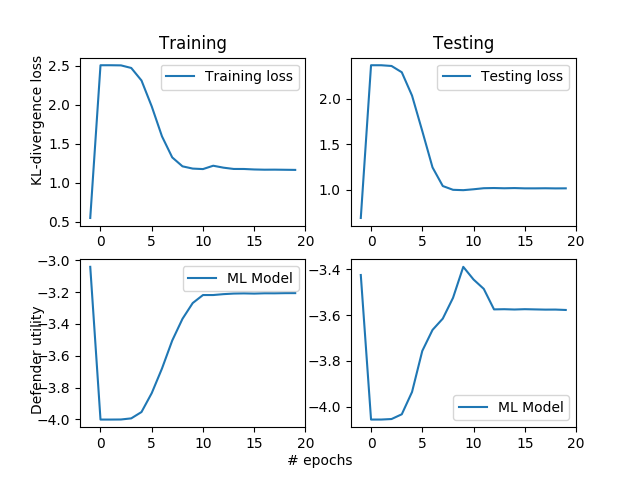 Training
Testing
KL-divergence loss
2.5
2.0
1.5
1.0
0.5
Training loss
0 5 10 15 20
2.0
1.5
1.0
Testing loss
0 5 10 15 20
Defender utility
−3.0
−3.2
−3.4
−3.6
−3.8
−4.0
ML Model
0 5 10 15 20
−3.4
−3.6
−3.8
−4.0
ML Model
0 5 10 15 20
# epochs